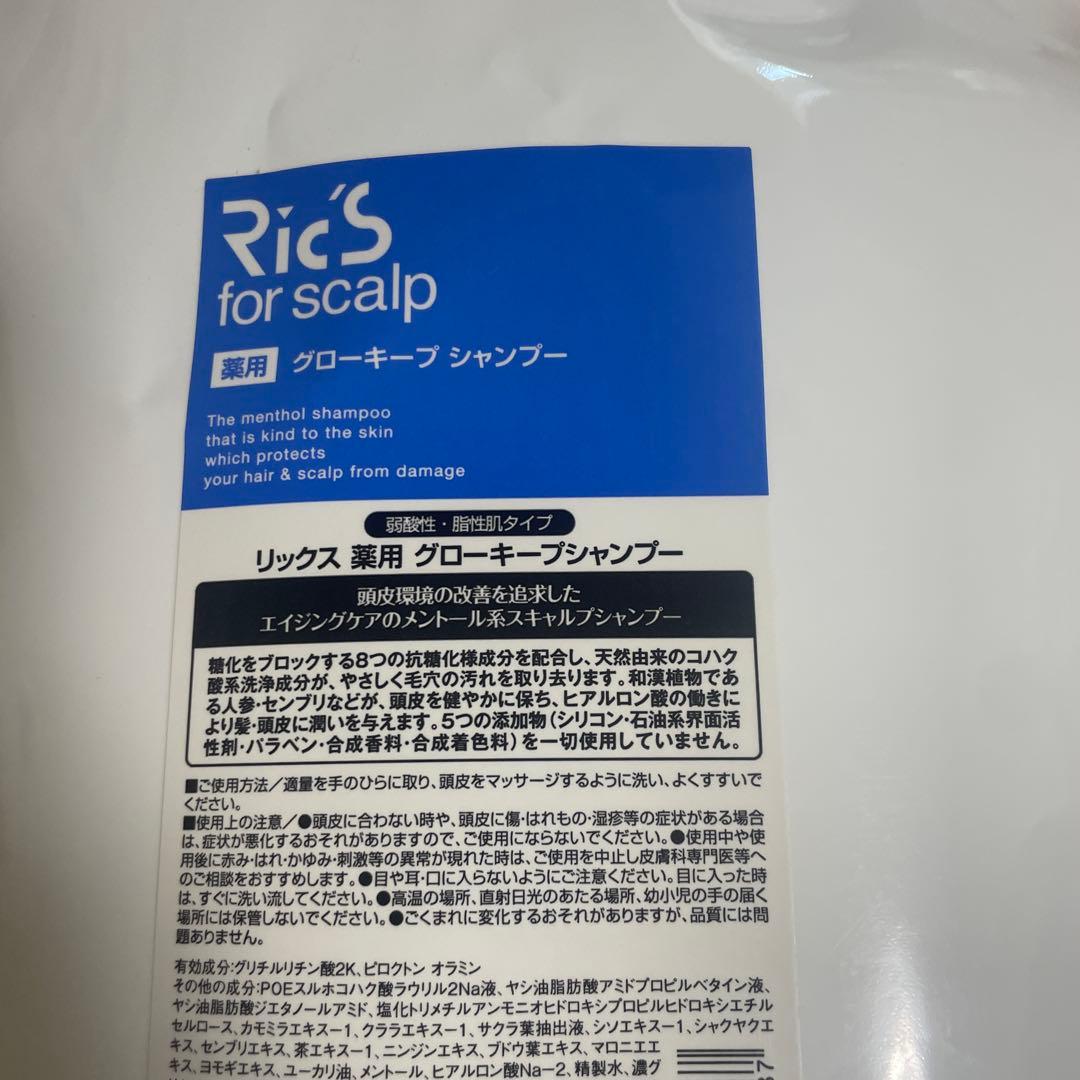 Ric'S
for scalp
薬用 グローキープ シャンプー
The menthol shampoo
that is kind to the skin
which protects
your hair & scalp from damage
弱酸性・脂性肌タイプ
リックス 薬用 グローキープシャンプー
頭皮環境の改善を追求した
エイジングケアのメントール系スキャルプシャンプー
糖化をブロックする8つの抗糖化様成分を配合し、天然由来のコハク
酸系洗浄成分が、やさしく毛穴の汚れを取り去ります。和漢植物であ
る人参・センブリなどが、頭皮を健やかに保ち、ヒアルロン酸の働きに
より髪・頭皮に潤いを与えます。5つの添加物(シリコン・石油系界面活
性剤・パラベン・合成香料・合成着色料)を一切使用していません。
■ご使用方法/適量を手のひらに取り、頭皮をマッサージするように洗い、よくすすいで
ください。
■使用上の注意/●頭皮に合わない時や、頭皮に傷・はれもの・湿疹等の症状がある場合
は、症状が悪化するおそれがありますので、ご使用にならないでください。●使用中や使
用後に赤み・はれ・かゆみ・刺激等の異常が現れた時は、ご使用を中止し皮膚科専門医等へ
のご相談をおすすめします。●目や耳・口に入らないようにご注意ください。目に入った時
は、すぐに洗い流してください。●高温の場所、直射日光のあたる場所、幼小児の手の届く
場所には保管しないでください。●ごくまれに変化するおそれがありますが、品質には問
題ありません。
有効成分:グリチルリチン酸2K、ピロクトン オラミン
その他の成分:POEスルホコハク酸ラウリル2Na液、ヤシ油脂肪酸アミドプロピルベタイン液、
ヤシ油脂肪酸ジエタノールアミド、塩化トリメチルアンモニオヒドロキシプロピルヒドロキシエチル
セルロース、カモミラエキス-1、クララエキス-1、サクラ葉抽出液、シソエキス-1、シャクヤクエ
キス、センブリエキス、茶エキス-1、ニンジンエキス、ブドウ葉エキス、マロニエエ
キス、ヨモギエキス、ユーカリ油、メントール、ヒアルロン酸Na-2、精製水、濃グ